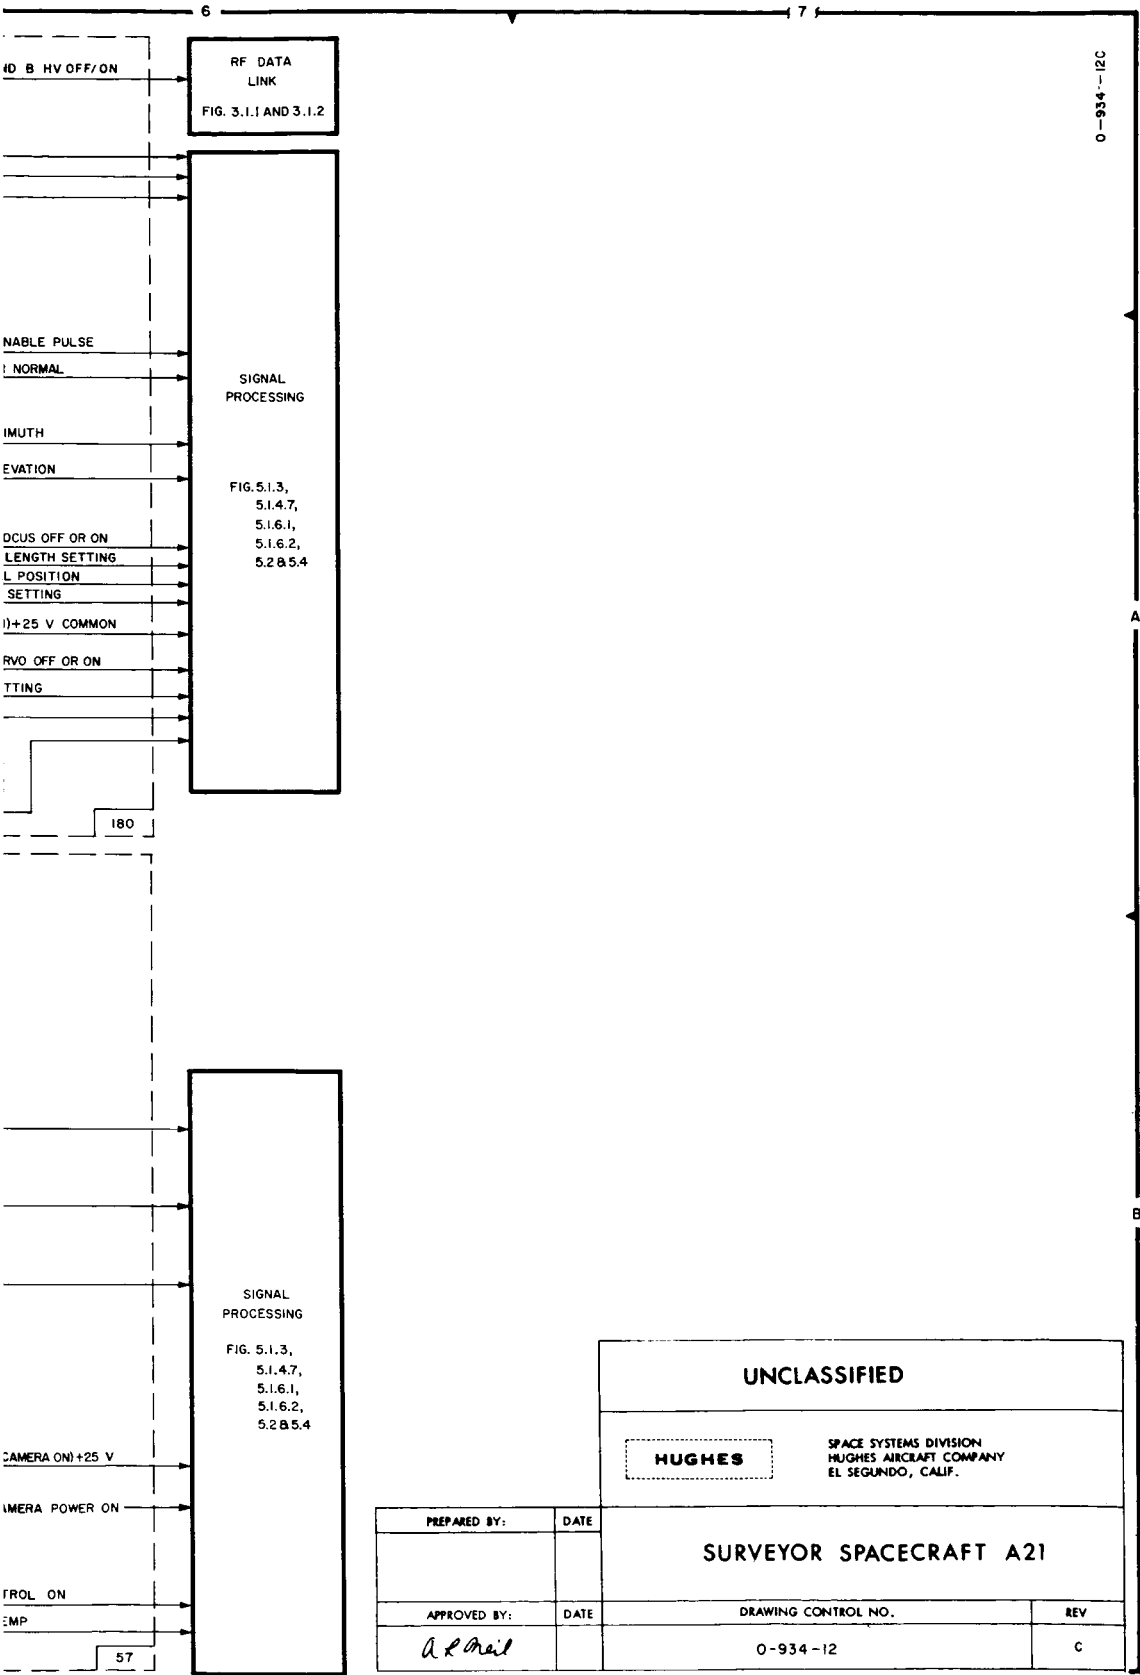 6
7
0-934--12C
ND B HV OFF/ON
RF DATA
LINK
FIG. 3.1.1 AND 3.1.2
NABLE PULSE
NORMAL
SIGNAL
PROCESSING
IMUTH
EVATION
FIG. 5.1.3,
5.1.4.7,
5.1.6.1,
5.1.6.2,
5.2 & 5.4
OCUS OFF OR ON
LENGTH SETTING
L POSITION
SETTING
)+25 V COMMON
A
RVO OFF OR ON
TTING
180
B
SIGNAL
PROCESSING
FIG. 5.1.3,
5.1.4.7,
5.1.6.1,
5.1.6.2,
5.2 & 5.4
CAMERA ON) +25 V
AMERA POWER ON
TROL ON
EMP
57
UNCLASSIFIED
HUGHES
SPACE SYSTEMS DIVISION
HUGHES AIRCRAFT COMPANY
EL SEGUNDO, CALIF.
PREPARED BY: DATE
SURVEYOR SPACECRAFT A21
APPROVED BY: DATE
DRAWING CONTROL NO. REV
0-934-12 C